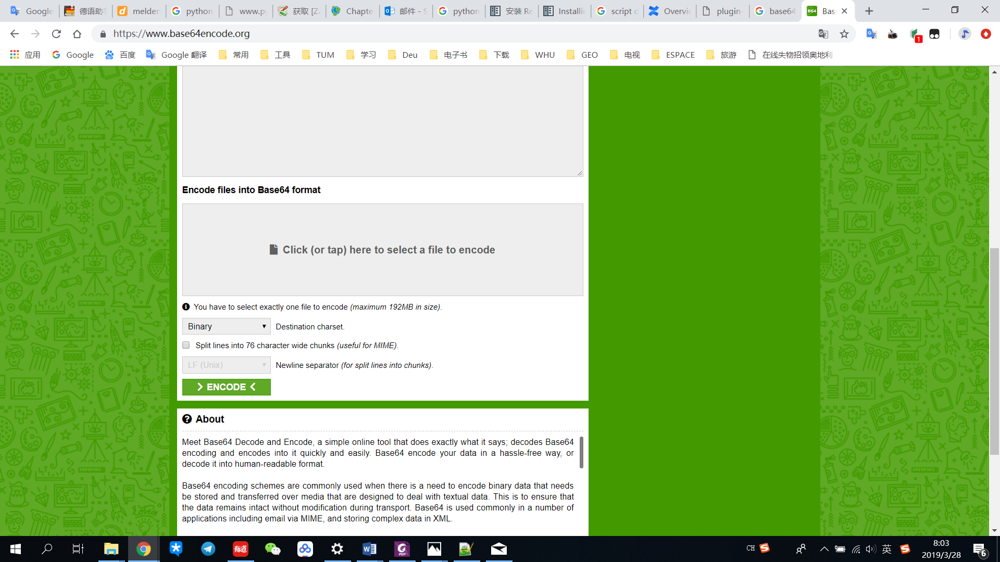 Google
德语助手
melden
python
www.py
获取 [Z
Chapte
邮件 - S
python
安装 Re
Installin
script d
Overvie
plugin-
base64
Bas
https://www.base64encode.org
1
应用
Google
百度
Google 翻译
常用
工具
TUM
学习
Deu
电子书
下载
WHU
GEO
电视
ESPACE
旅游
在线失物招领奥地利
Encode files into Base64 format
Click (or tap) here to select a file to encode
You have to select exactly one file to encode (maximum 192MB in size).
Binary Destination charset.
Split lines into 76 character wide chunks (useful for MIME).
LF (Unix) Newline separator (for split lines into chunks).
ENCODE
About
Meet Base64 Decode and Encode, a simple online tool that does exactly what it says; decodes Base64
encoding and encodes into it quickly and easily. Base64 encode your data in a hassle-free way, or
decode it into human-readable format.
Base64 encoding schemes are commonly used when there is a need to encode binary data that needs
be stored and transferred over media that are designed to deal with textual data. This is to ensure that
the data remains intact without modification during transport. Base64 is used commonly in a number of
applications including email via MIME, and storing complex data in XML.
有道
CH
英
8:03
2019/3/28
6